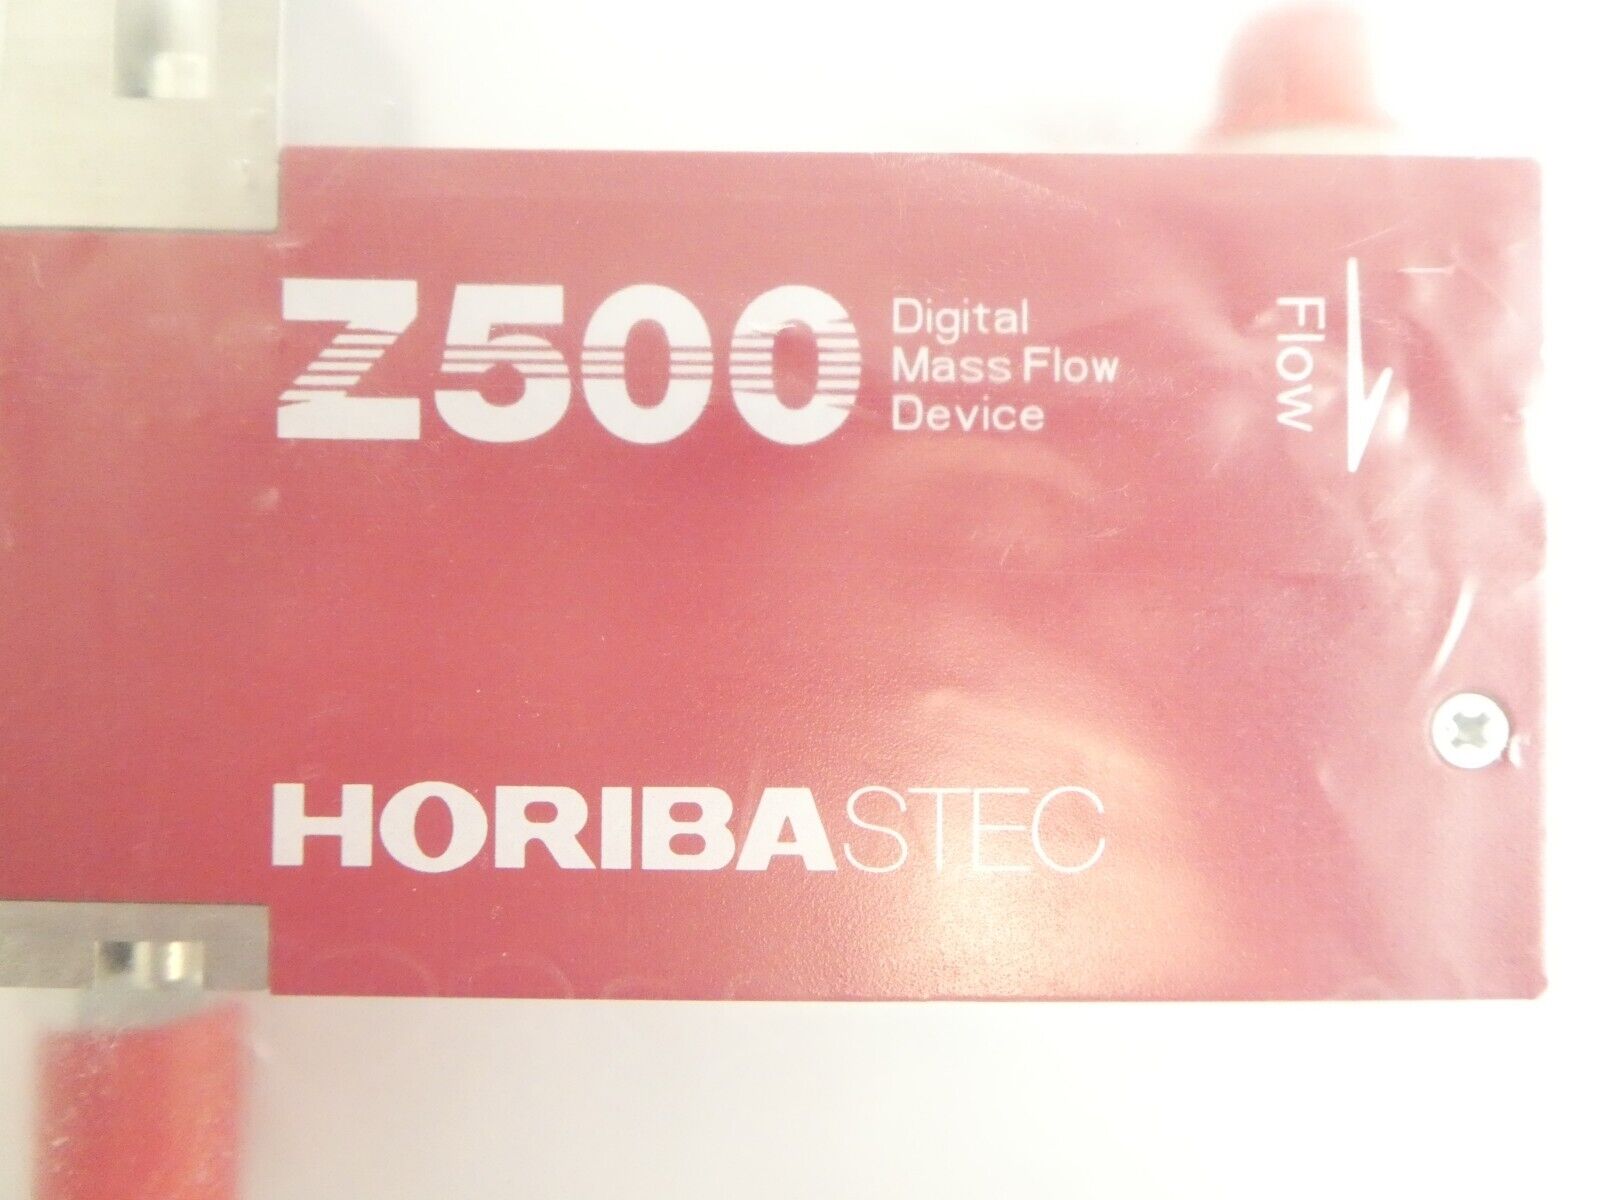 Z500
Digital
Mass Flow
Device
Flow
HORIBASTEC